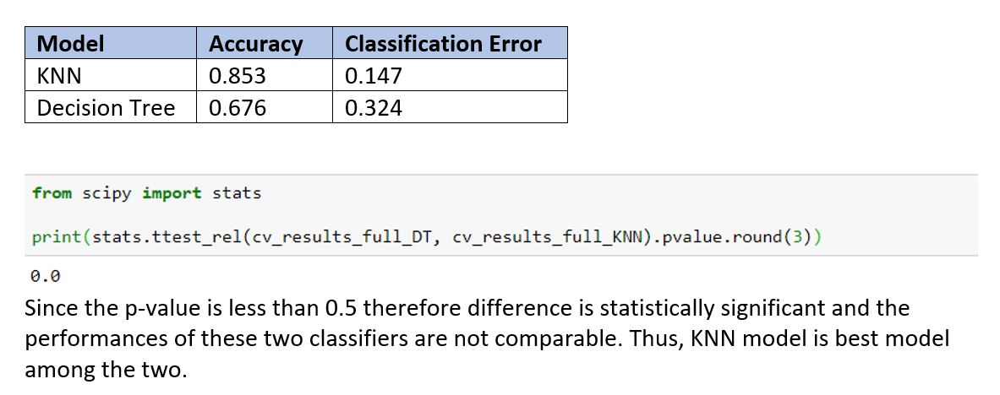 Model Accuracy Classification Error
KNN 0.853 0.147
Decision Tree 0.676 0.324
from scipy import stats
print(stats.ttest_rel(cv_results_full_DT, cv_results_full_KNN).pvalue.round(3))
0.0
Since the p-value is less than 0.5 therefore difference is statistically significant and the
performances of these two classifiers are not comparable. Thus, KNN model is best model
among the two.